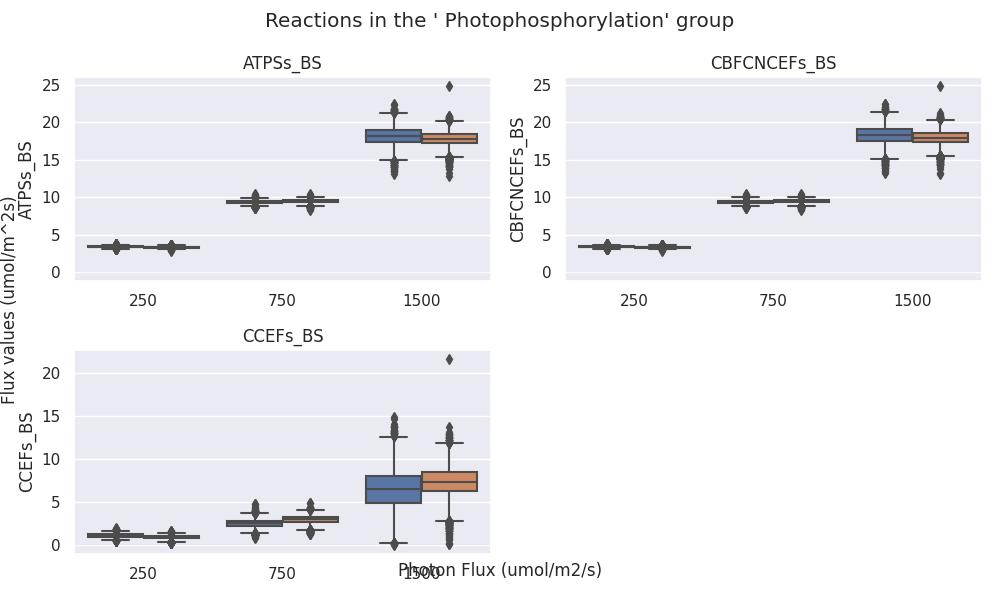 Reactions in the ' Photophosphorylation' group
ATPSs_BS
CBFCNCEFs_BS
25
20
15
10
5
0
ATPSs_BS
250
750
1500
25
20
15
10
5
0
CBFCNCEFs_BS
250
750
1500
Flux values (umol/m^2s)
CCEFs_BS
20
15
10
5
0
CCEFs_BS
250
750
1500
Photon Flux (umol/m2/s)